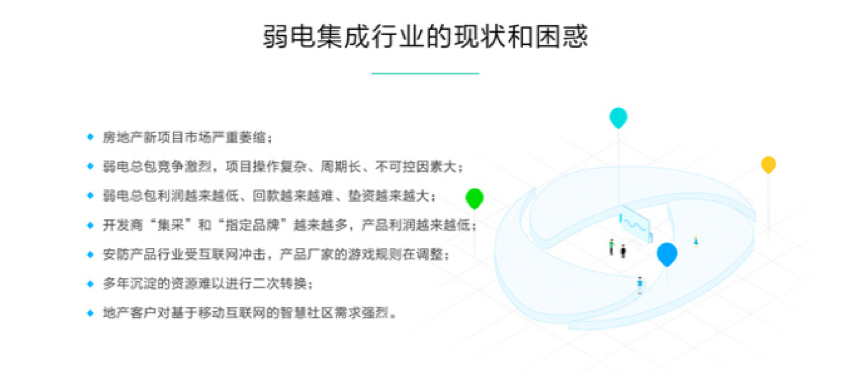 弱电集成行业的现状和困惑
房地产新项目市场严重萎缩；
弱电总包竞争激烈，项目操作复杂、周期长、不可控因素大；
弱电总包利润越来越低、回款越来越难、垫资越来越大；
开发商“集采”和“指定品牌”越来越多，产品利润越来越低；
安防产品行业受互联网冲击，产品厂家的游戏规则在调整；
多年沉淀的资源难以进行二次转换；
地产客户对基于移动互联网的智慧社区需求强烈。